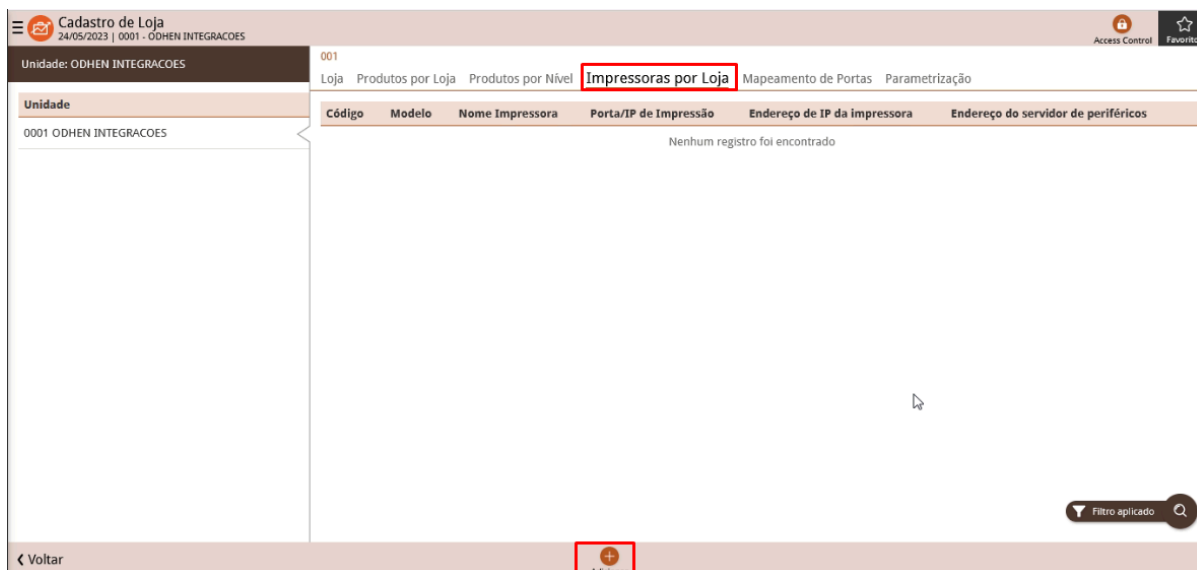 Cadastro de Loja
24/05/2023 | 0001 - ODHEN INTEGRACOES
Access Control
Favorito
Unidade: ODHEN INTEGRACOES
001
Loja Produtos por Loja Produtos por Nível Impressoras por Loja Mapeamento de Portas Parametrização
Unidade
0001 ODHEN INTEGRACOES
Código Modelo Nome Impressora Porta/IP de Impressão Endereço de IP da impressora Endereço do servidor de periféricos
Nenhum registro foi encontrado
Filtro aplicado
Voltar